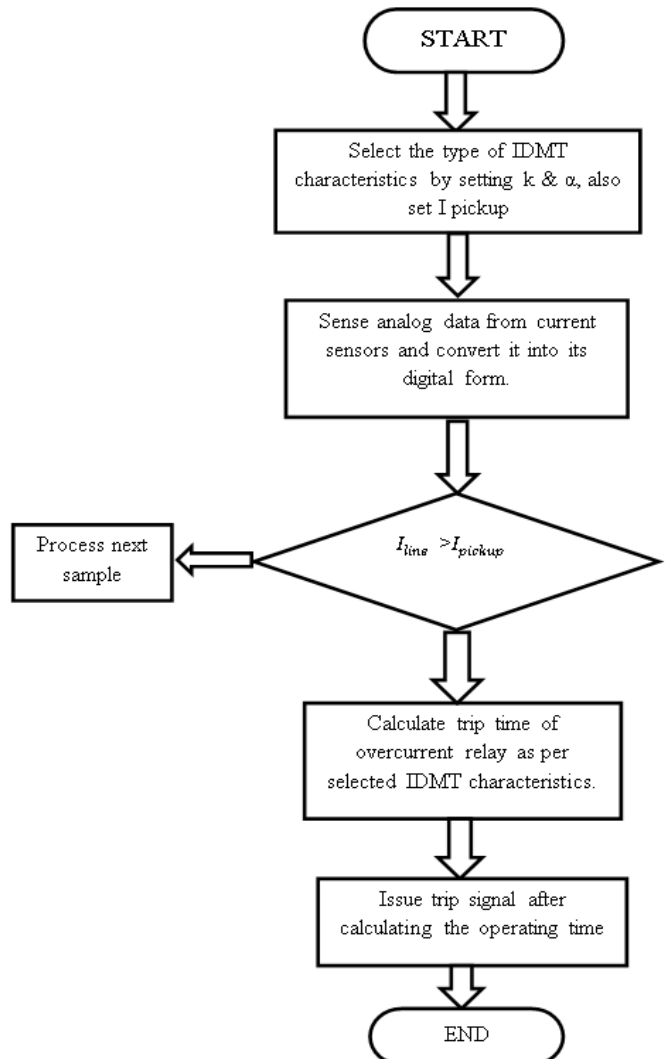 START
Select the type of IDMT
characteristics by setting k & α, also
set I pickup
Sense analog data from current
sensors and convert it into its
digital form.
I_line >I_pickup
Process next
sample
Calculate trip time of
overcurrent relay as per
selected IDMT characteristics.
Issue trip signal after
calculating the operating time
END